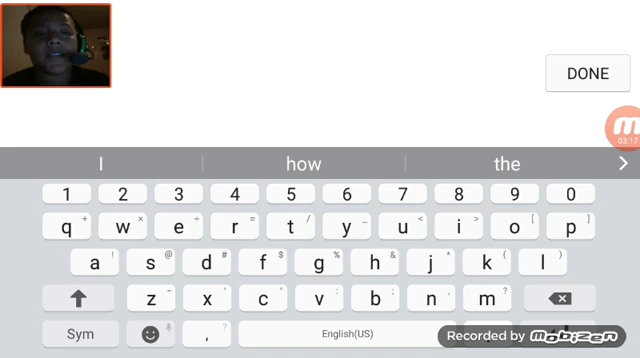 DONE
03:17
I how the
1 2 3 4 5 6 7 8 9 0
q + w × e ÷ r = t / y _ u < i > o [ p ]
a ! s @ d # f $ g % h & j * k ( l )
z - x ' c " v : b ; n , m ?
Sym , ? English(US)
Recorded by mobizen